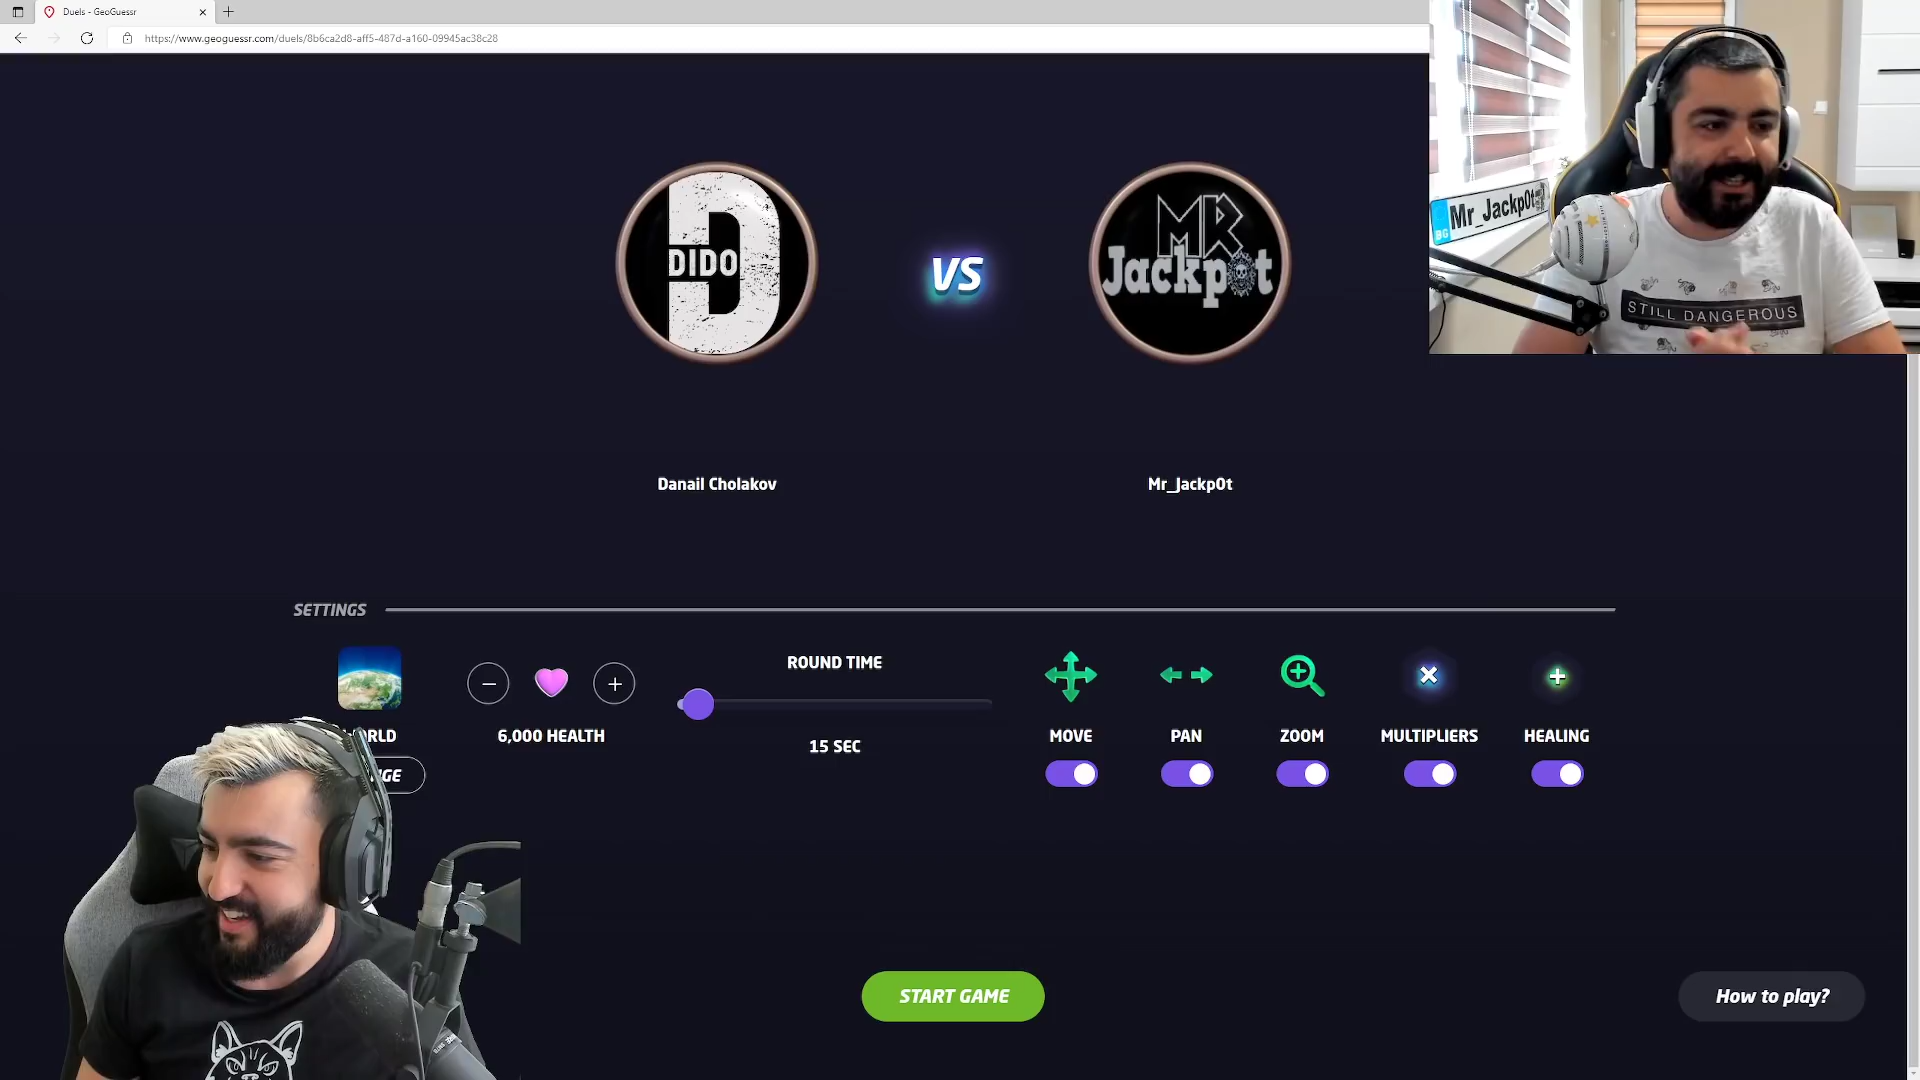 Duels - GeoGuessr
https://www.geoguessr.com/duels/8b6ca2d8-aff5-487d-a160-09945ac38c28
DIDO
VS
MR
Jackpot
BG
Mr_Jackp0t
STILL DANGEROUS
Danail Cholakov
Mr_Jackp0t
SETTINGS
ROUND TIME
6,000 HEALTH
15 SEC
MOVE
PAN
ZOOM
MULTIPLIERS
HEALING
START GAME
How to play?